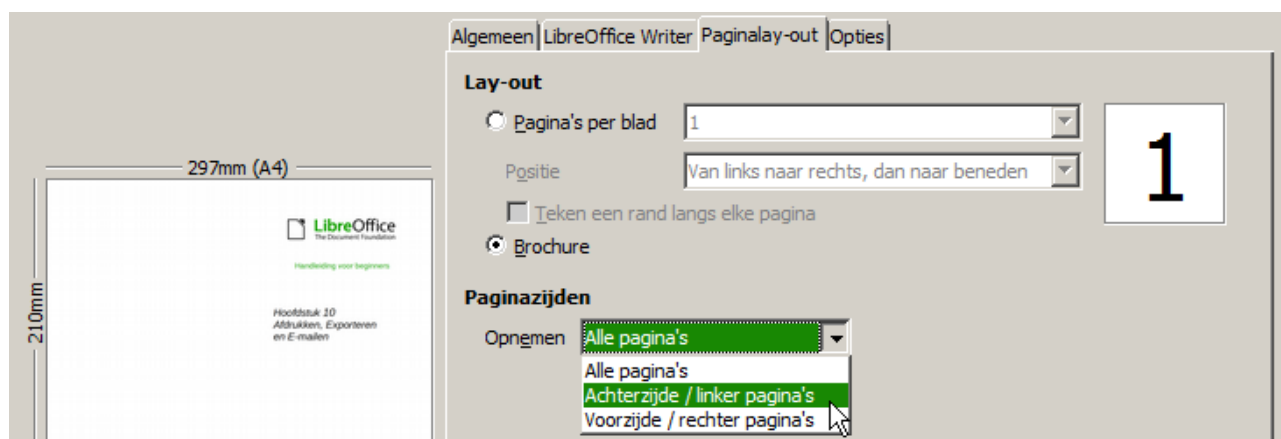 Algemeen LibreOffice Writer Paginalay-out Opties
Lay-out
Pagina's per blad 1
1
Positie Van links naar rechts, dan naar beneden
Teken een rand langs elke pagina
Brochure
Paginazijden
Opnemen Alle pagina's
Alle pagina's
Achterzijde / linker pagina's
Voorzijde / rechter pagina's
297mm (A4)
210mm
LibreOffice
The Document Foundation
Handleiding voor beginners
Hoofdstuk 10
Afdrukken, Exporteren
en E-mailen